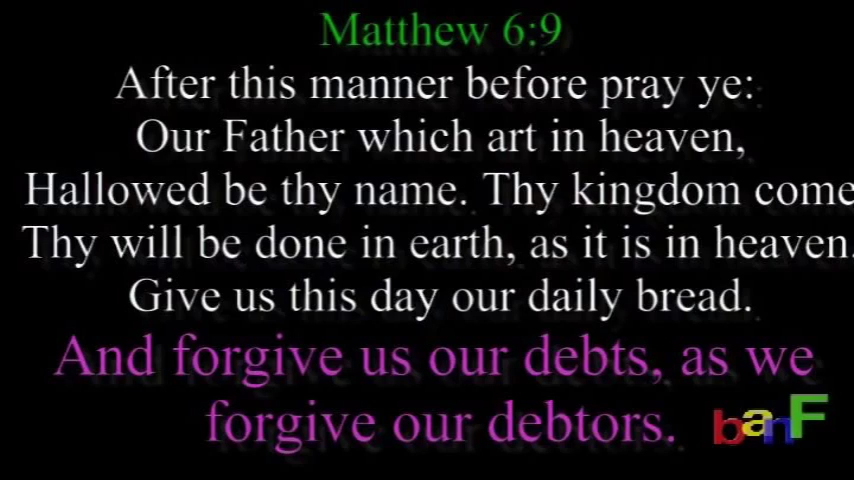 Matthew 6:9
After this manner before pray ye:
Our Father which art in heaven,
Hallowed be thy name. Thy kingdom come
Thy will be done in earth, as it is in heaven.
Give us this day our daily bread.
And forgive us our debts, as we
forgive our debtors.
banF